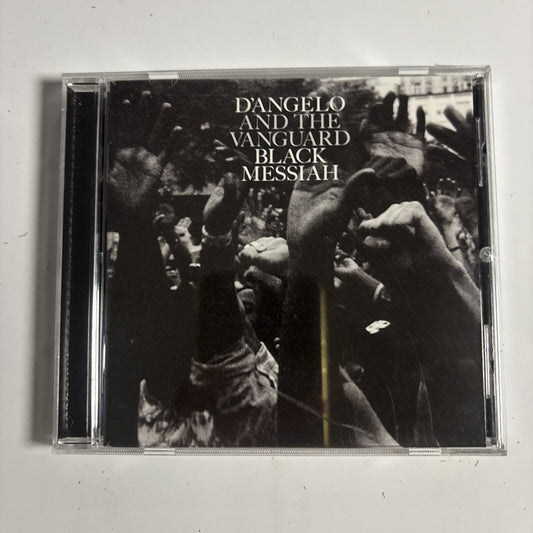 D'ANGELO
AND THE
VANGUARD
BLACK
MESSIAH